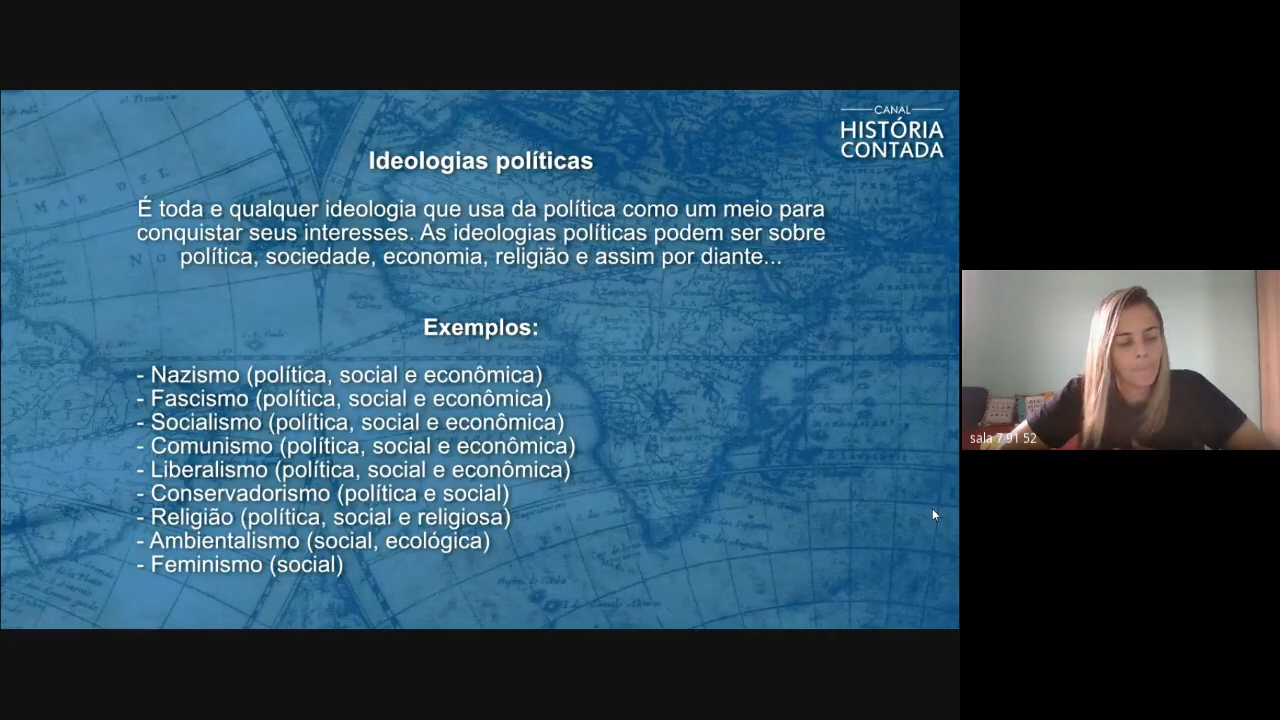 CANAL
HISTÓRIA
CONTADA
Ideologias políticas
É toda e qualquer ideologia que usa da política como um meio para
conquistar seus interesses. As ideologias políticas podem ser sobre
política, sociedade, economia, religião e assim por diante...
Exemplos:
- Nazismo (política, social e econômica)
- Fascismo (política, social e econômica)
- Socialismo (política, social e econômica)
- Comunismo (política, social e econômica)
- Liberalismo (política, social e econômica)
- Conservadorismo (política e social)
- Religião (política, social e religiosa)
- Ambientalismo (social, ecológica)
- Feminismo (social)
MAR DEL
sala 7 91 52